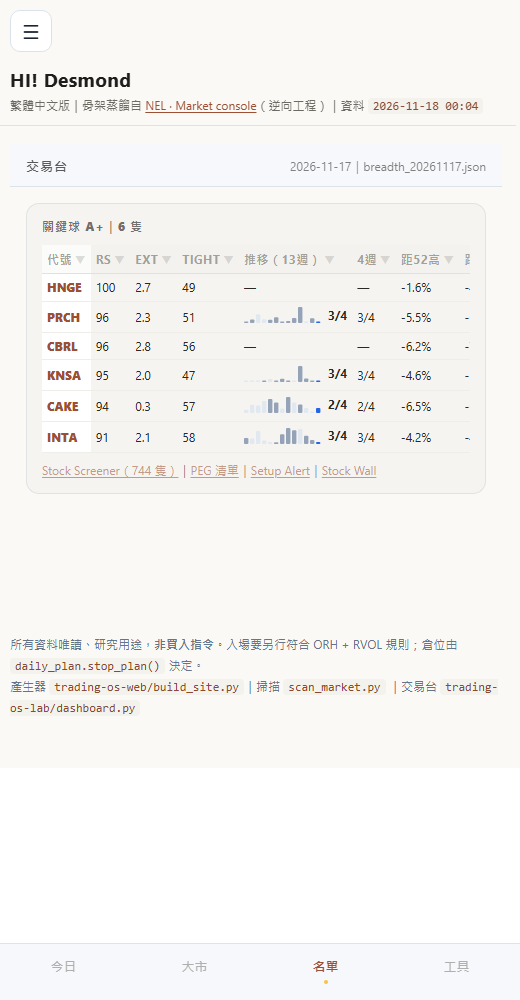 ☰
HI! Desmond
繁體中文版 | 骨架蒸餾自 NEL · Market console（逆向工程）| 資料 2026-11-18 00:04
交易台 2026-11-17 | breadth_20261117.json
關鍵球 A+ | 6 隻
代號 ▼ RS ▼ EXT ▼ TIGHT ▼ 推移（13週）▼ 4週 ▼ 距52高 ▼
HNGE 100 2.7 49 — — -1.6% -
PRCH 96 2.3 51 3/4 3/4 -5.5% -
CBRL 96 2.8 56 — — -6.2% -
KNSA 95 2.0 47 3/4 3/4 -4.6% -
CAKE 94 0.3 57 2/4 2/4 -6.5% -
INTA 91 2.1 58 3/4 3/4 -4.2% -
Stock Screener（744 隻）| PEG 清單 | Setup Alert | Stock Wall
所有資料唯讀、研究用途，非買入指令。入場要另行符合 ORH + RVOL 規則；倉位由
daily_plan.stop_plan() 決定。
產生器 trading-os-web/build_site.py | 掃描 scan_market.py | 交易台 trading-
os-lab/dashboard.py
今日 大市 名單 工具